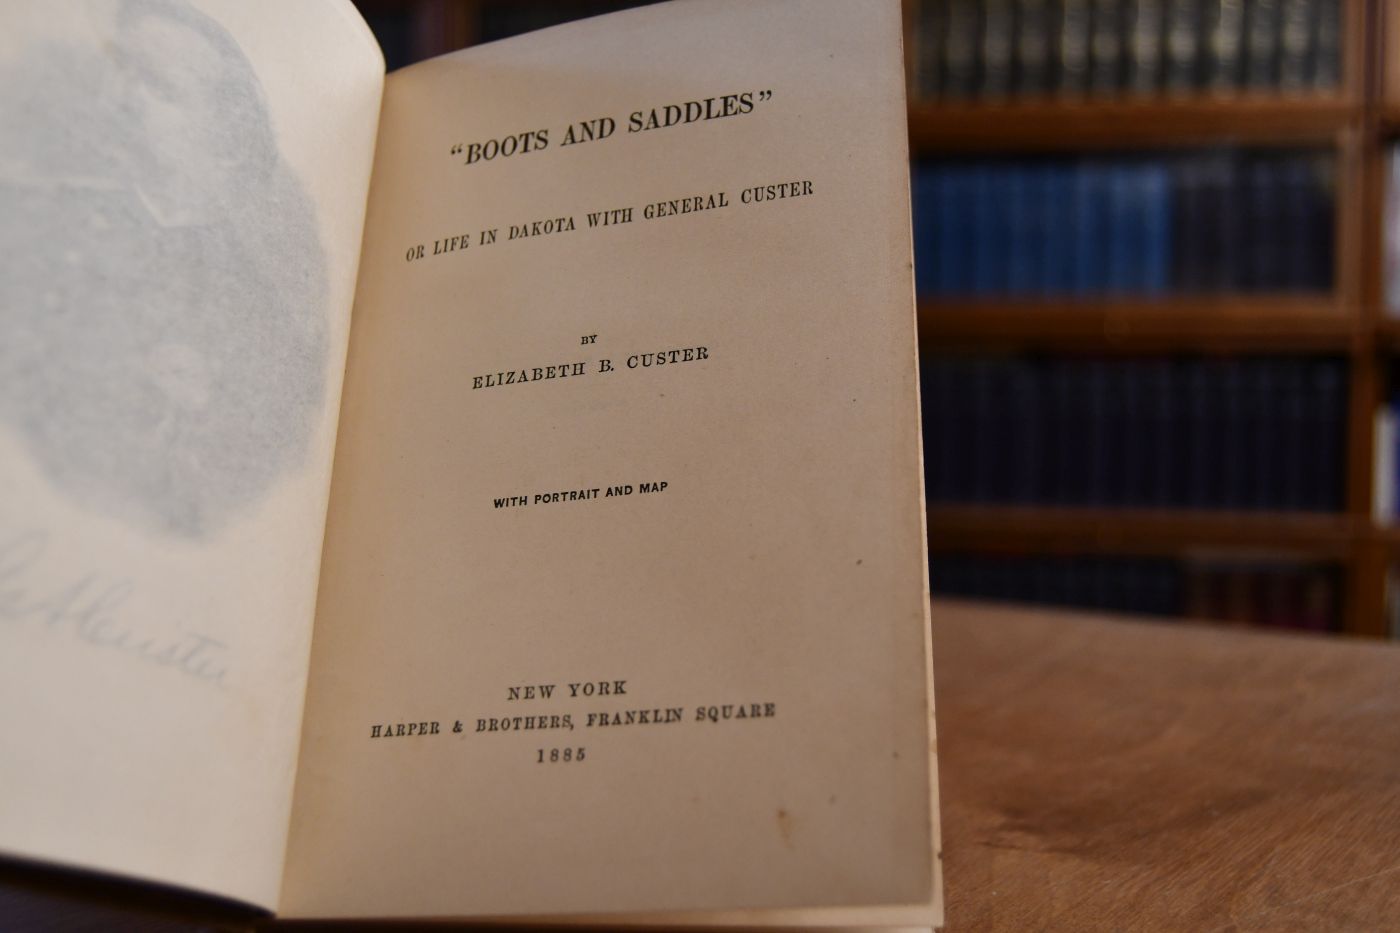 “BOOTS AND SADDLES”
OR LIFE IN DAKOTA WITH GENERAL CUSTER
BY
ELIZABETH B. CUSTER
WITH PORTRAIT AND MAP
NEW YORK
HARPER & BROTHERS, FRANKLIN SQUARE
1885